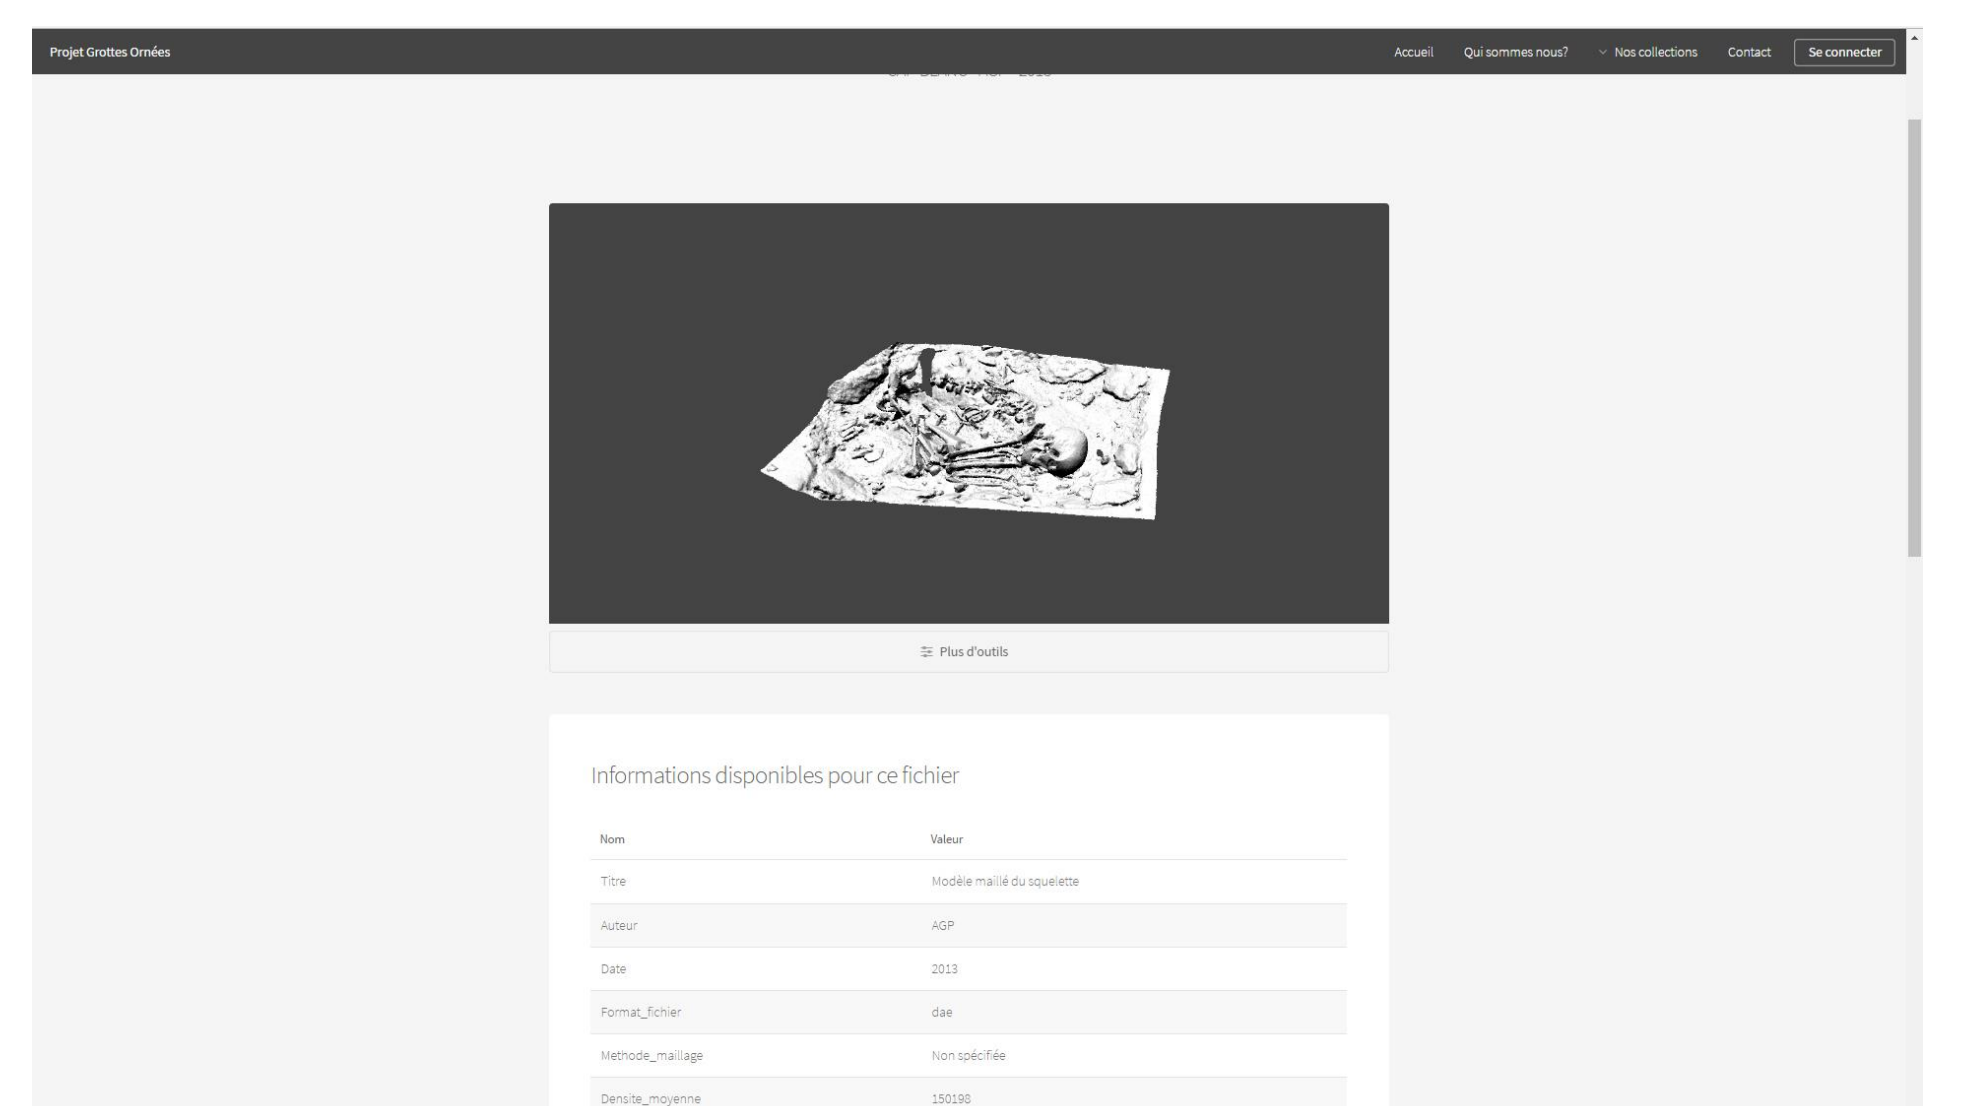 Projet Grottes Ornées
Accueil Qui sommes nous? Nos collections Contact Se connecter
Plus d'outils
Informations disponibles pour ce fichier
Nom Valeur
Titre Modèle maillé du squelette
Auteur AGP
Date 2013
Format_fichier dae
Methode_maillage Non spécifiée
Densite_moyenne 150198